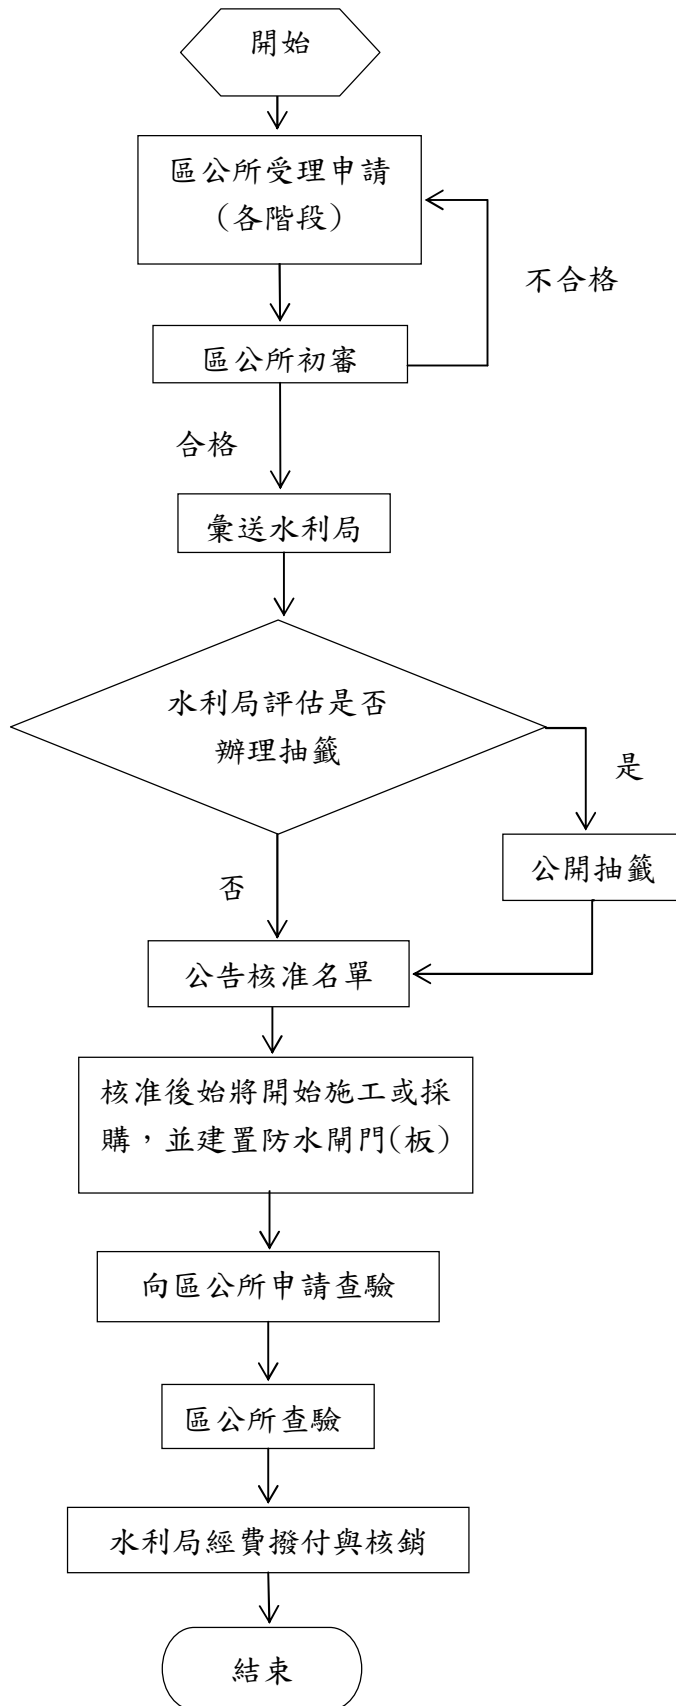 開始
區公所受理申請
(各階段)
不合格
區公所初審
合格
彙送水利局
水利局評估是否
辦理抽籤
是
公開抽籤
否
公告核准名單
核准後始將開始施工或採
購，並建置防水閘門(板)
向區公所申請查驗
區公所查驗
水利局經費撥付與核銷
結束